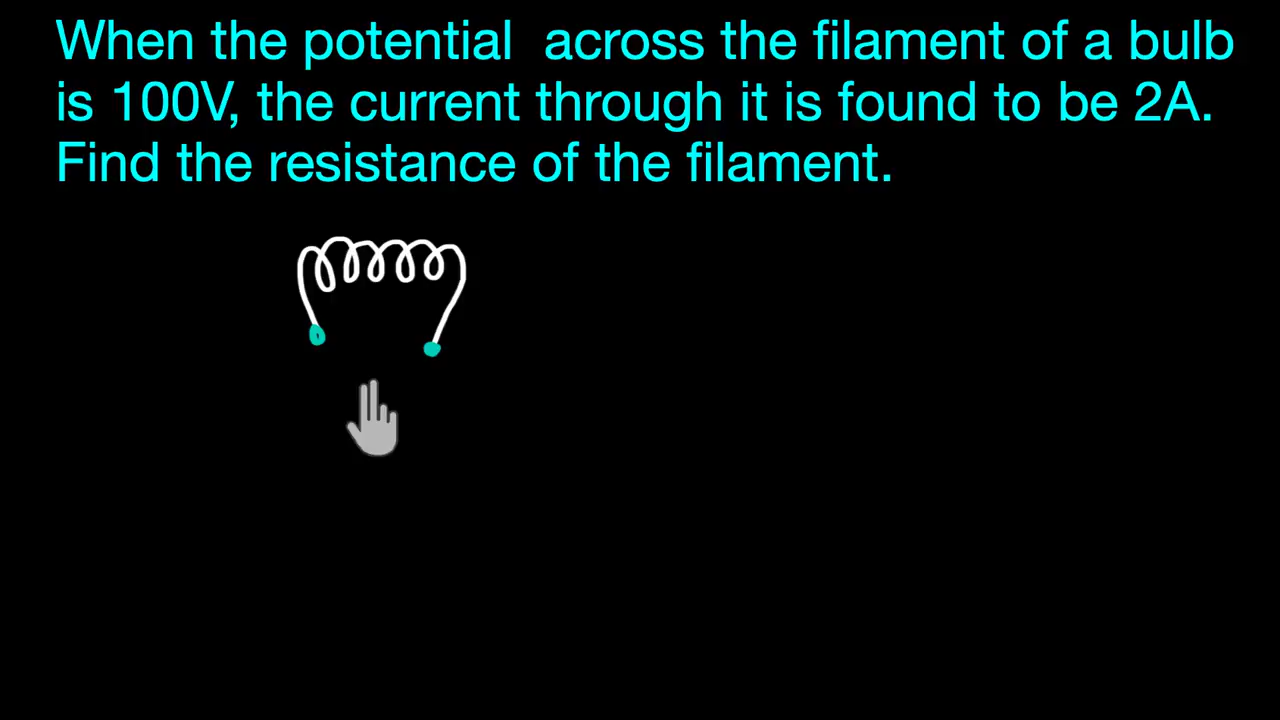 When the potential  across the filament of a bulb
is 100V, the current through it is found to be 2A.
Find the resistance of the filament.